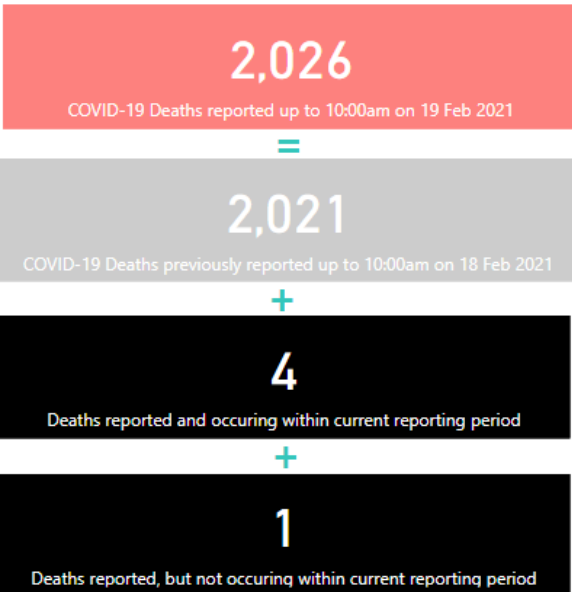 2,026
COVID-19 Deaths reported up to 10:00am on 19 Feb 2021
=
2,021
COVID-19 Deaths previously reported up to 10:00am on 18 Feb 2021
+
4
Deaths reported and occuring within current reporting period
+
1
Deaths reported, but not occuring within current reporting period